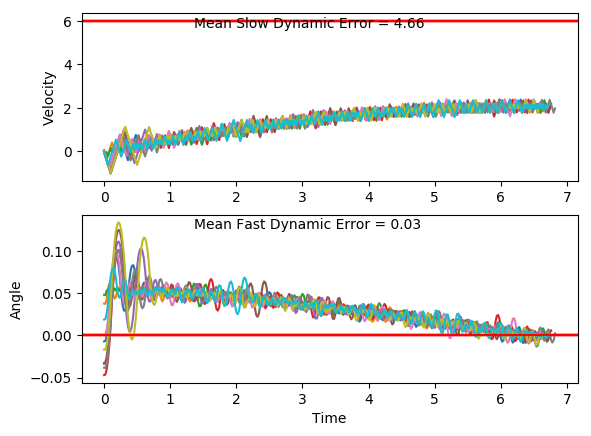 Mean Slow Dynamic Error = 4.66
6
4
2
0
Velocity
0 1 2 3 4 5 6 7
Mean Fast Dynamic Error = 0.03
0.10
0.05
0.00
−0.05
Angle
0 1 2 3 4 5 6 7
Time